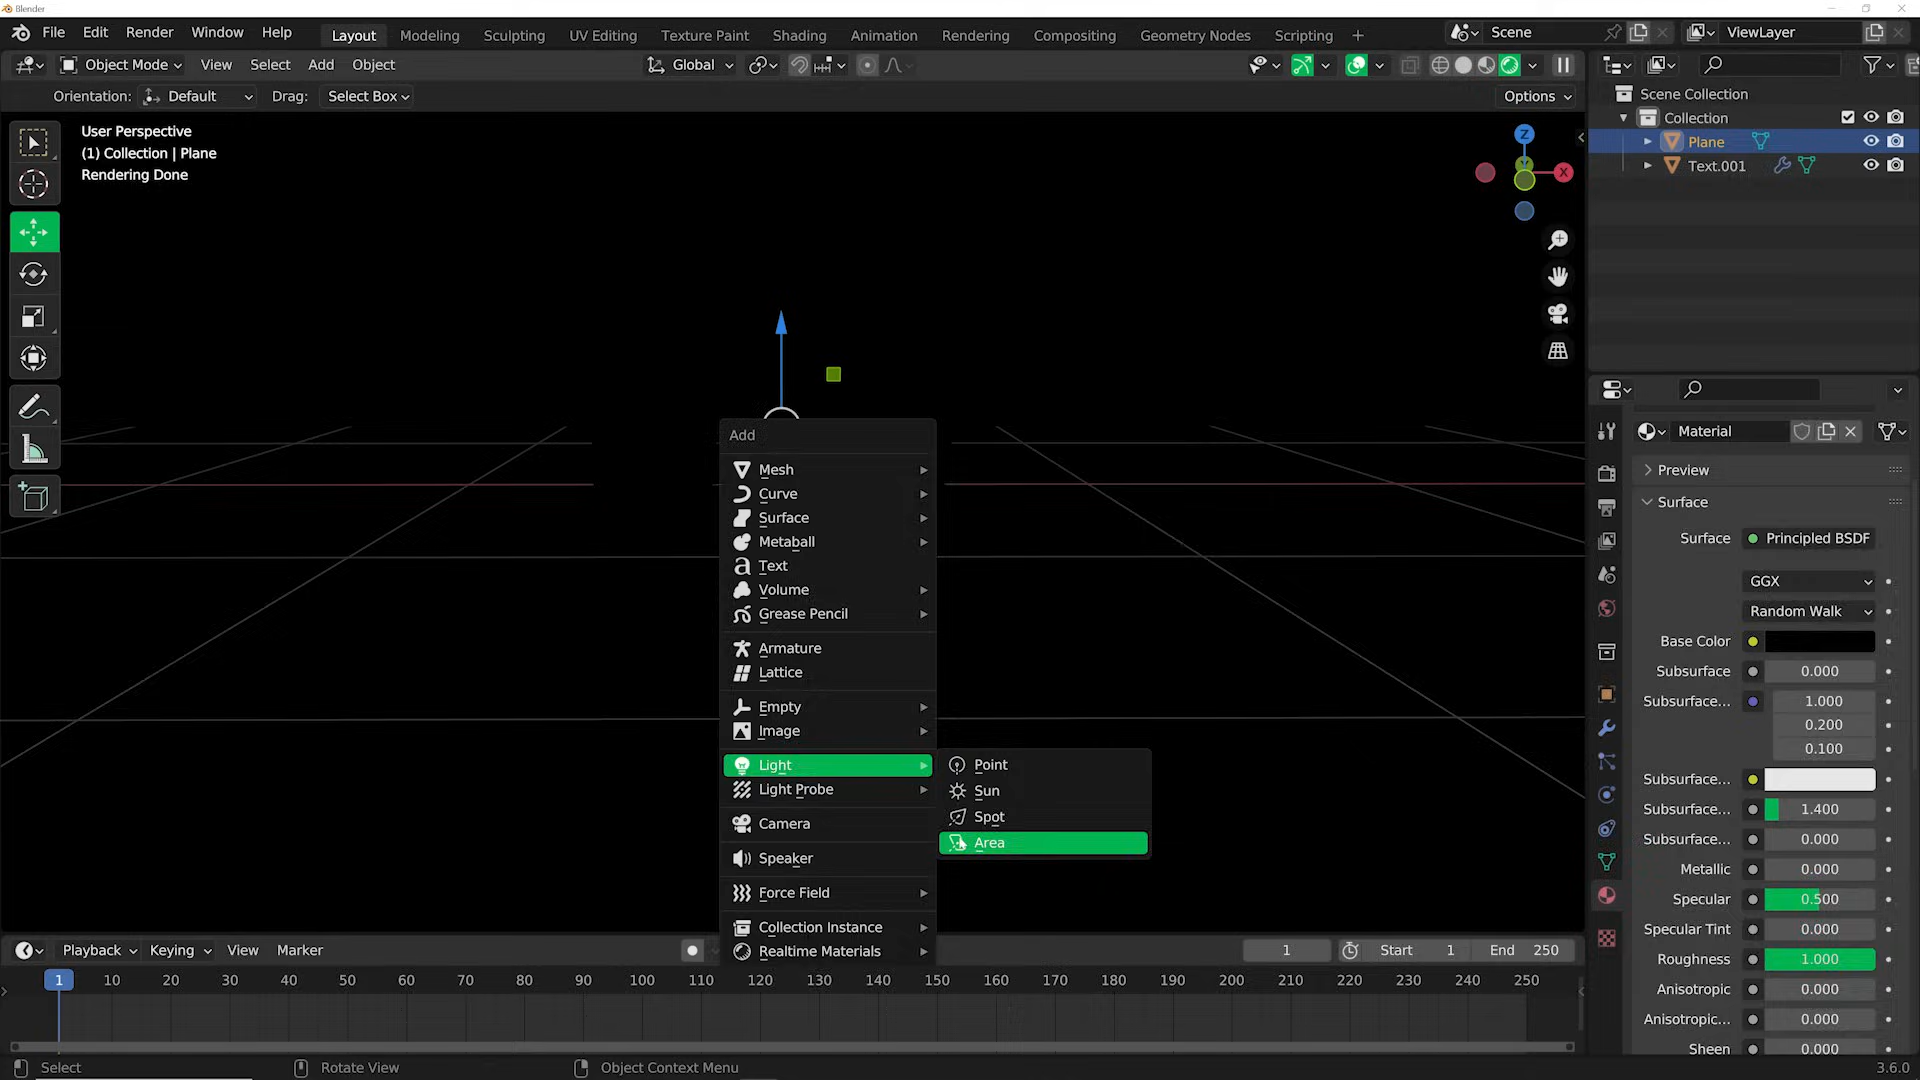 Blender
File Edit Render Window Help Layout Modeling Sculpting UV Editing Texture Paint Shading Animation Rendering Compositing Geometry Nodes Scripting + Scene ViewLayer
Object Mode View Select Add Object Global
Orientation: Default Drag: Select Box Options
User Perspective
(1) Collection | Plane
Rendering Done
Z
Y
X
Scene Collection
Collection
Plane
Text.001
Add
Mesh
Curve
Surface
Metaball
Text
Volume
Grease Pencil
Armature
Lattice
Empty
Image
Light
Light Probe
Camera
Speaker
Force Field
Collection Instance
Realtime Materials
Point
Sun
Spot
Area
Material
Preview
Surface
Surface Principled BSDF
GGX
Random Walk
Base Color
Subsurface 0.000
Subsurface... 1.000
0.200
0.100
Subsurface...
Subsurface... 1.400
Subsurface... 0.000
Metallic 0.000
Specular 0.500
Specular Tint 0.000
Roughness 1.000
Anisotropic 0.000
Anisotropic... 0.000
Sheen 0.000
Playback Keying View Marker 1 Start 1 End 250
1 10 20 30 40 50 60 70 80 90 100 110 120 130 140 150 160 170 180 190 200 210 220 230 240 250
Select Rotate View Object Context Menu 3.6.0